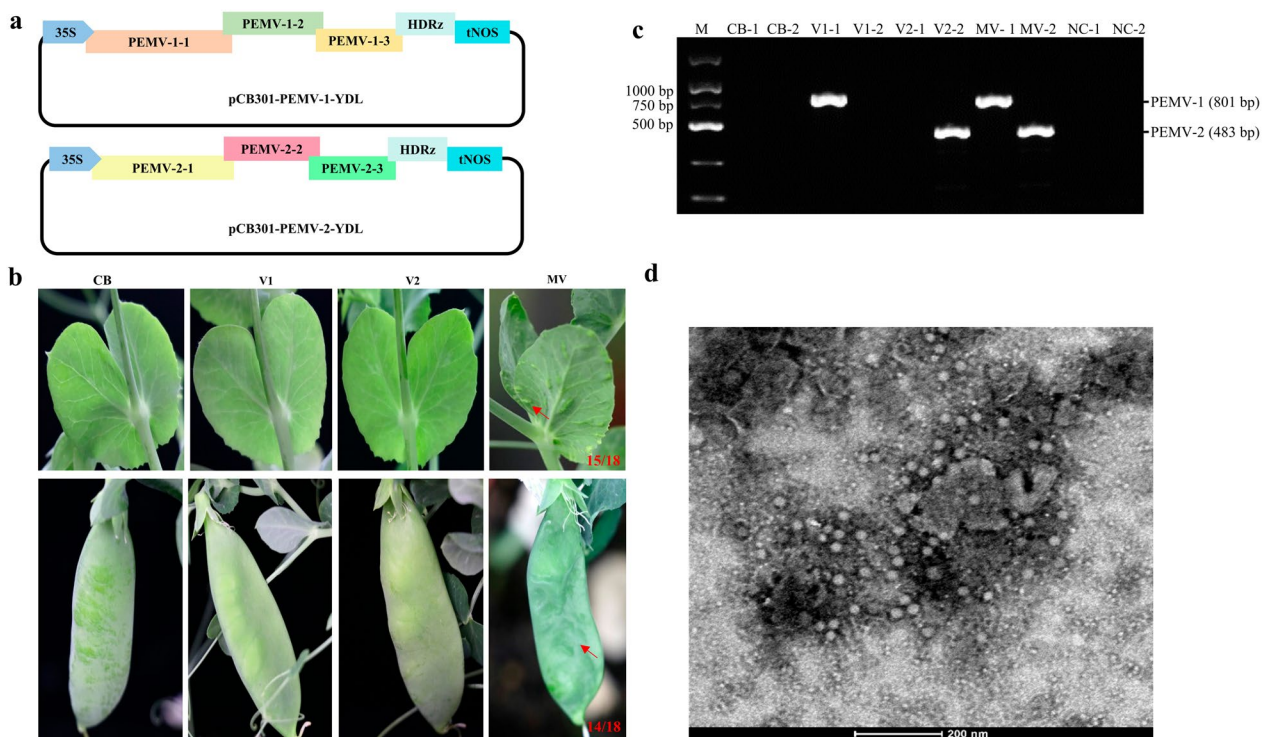 a
35S
PEMV-1-1
PEMV-1-2
PEMV-1-3
HDRz
tNOS
pCB301-PEMV-1-YDL
35S
PEMV-2-1
PEMV-2-2
PEMV-2-3
HDRz
tNOS
pCB301-PEMV-2-YDL
b
CB V1 V2 MV
15/18
14/18
c
M CB-1 CB-2 V1-1 V1-2 V2-1 V2-2 MV- 1 MV-2 NC-1 NC-2
1000 bp
750 bp
500 bp
PEMV-1 (801 bp)
PEMV-2 (483 bp)
d
200 nm